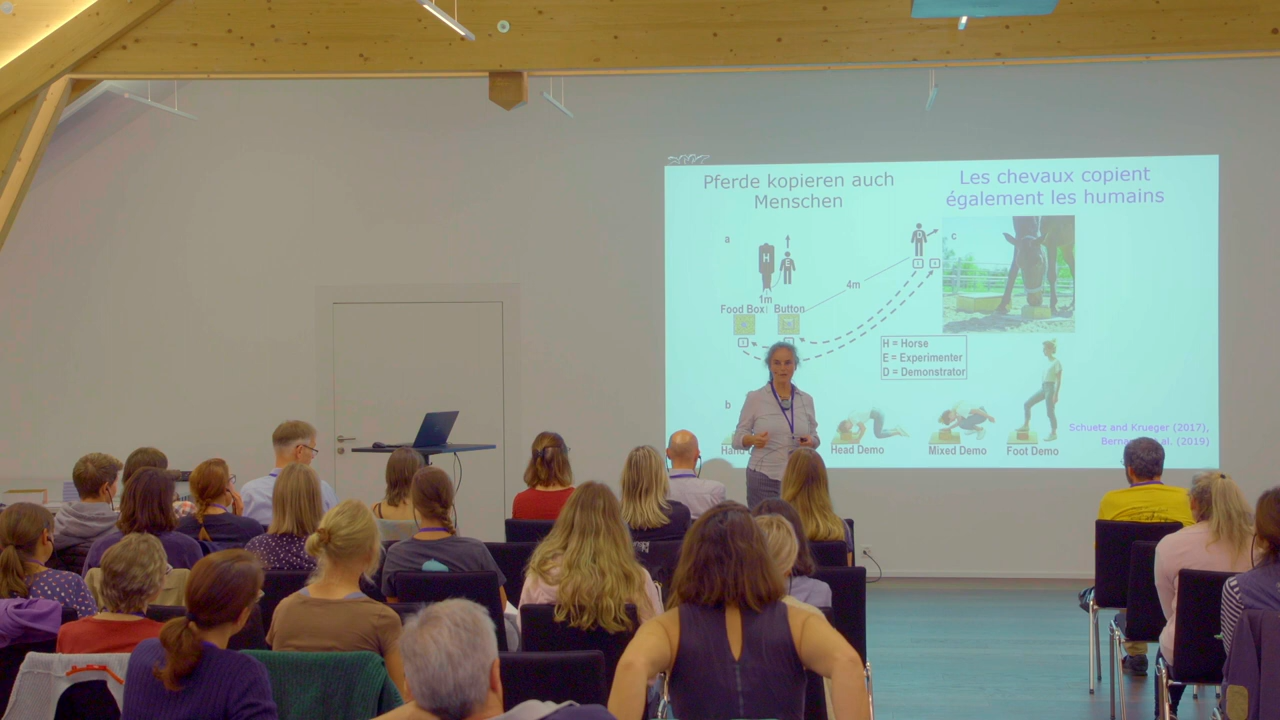 Pferde kopieren auch
Menschen
Les chevaux copient
également les humains
a
H
E
D
c
4m
1m
Food Box
Button
H = Horse
E = Experimenter
D = Demonstrator
b
Head Demo
Mixed Demo
Foot Demo
Schuetz and Krueger (2017),
al. (2019)